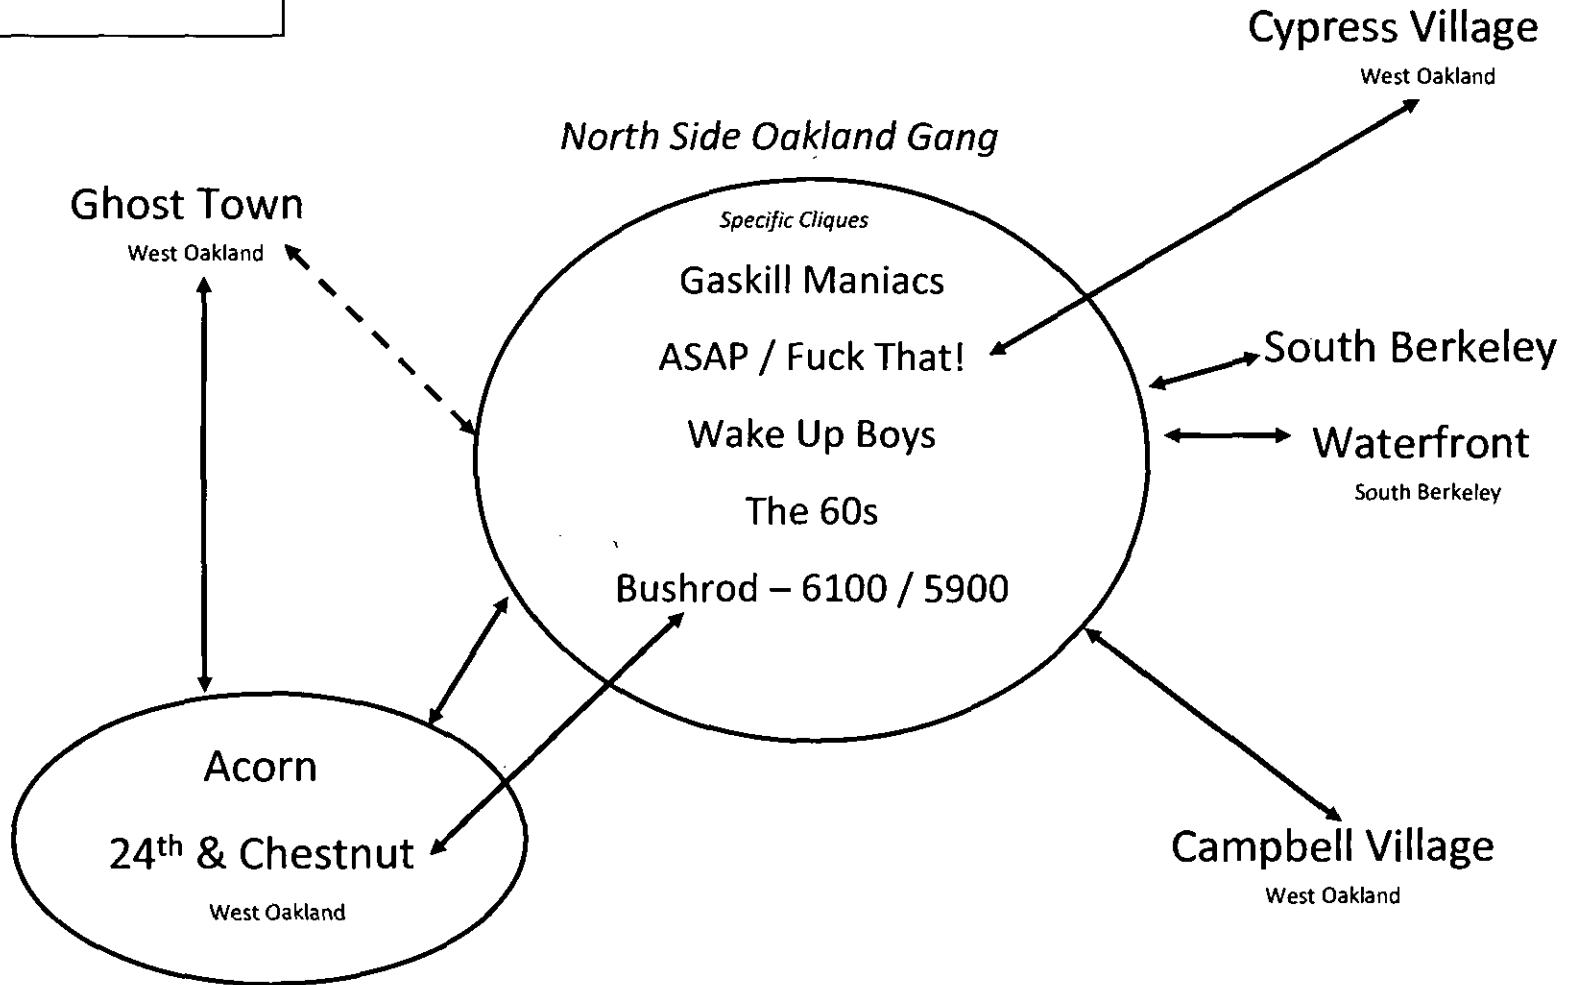 Cypress Village
West Oakland
North Side Oakland Gang
Ghost Town
West Oakland
Specific Cliques
Gaskill Maniacs
ASAP / Fuck That!
Wake Up Boys
The 60s
Bushrod – 6100 / 5900
South Berkeley
Waterfront
South Berkeley
Acorn
24th & Chestnut
West Oakland
Campbell Village
West Oakland